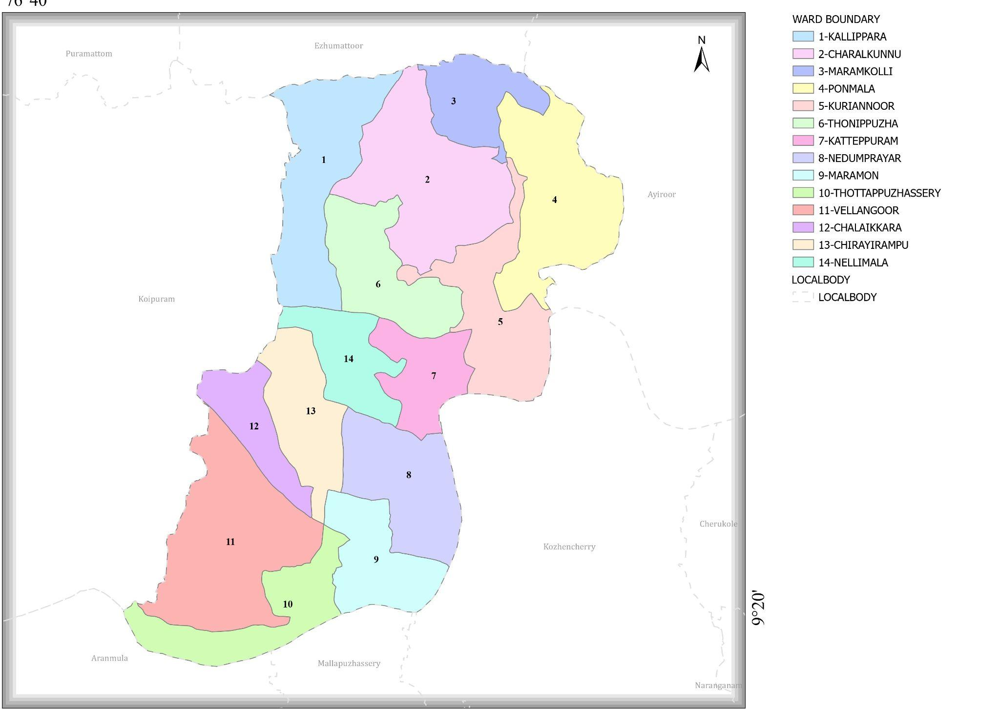 76°40'
Puramattom
Ezhumattoor
N
3
1
2
4
Ayiroor
6
Koipuram
5
14
7
13
12
8
11
9
Kozhencherry
Cherukole
10
Aranmula
Mallapuzhassery
Naranganam
9°20'
WARD BOUNDARY
1-KALLIPPARA
2-CHARALKUNNU
3-MARAMKOLLI
4-PONMALA
5-KURIANNOOR
6-THONIPPUZHA
7-KATTEPPURAM
8-NEDUMPRAYAR
9-MARAMON
10-THOTTAPPUZHASSERY
11-VELLANGOOR
12-CHALAIKKARA
13-CHIRAYIRAMPU
14-NELLIMALA
LOCALBODY
LOCALBODY